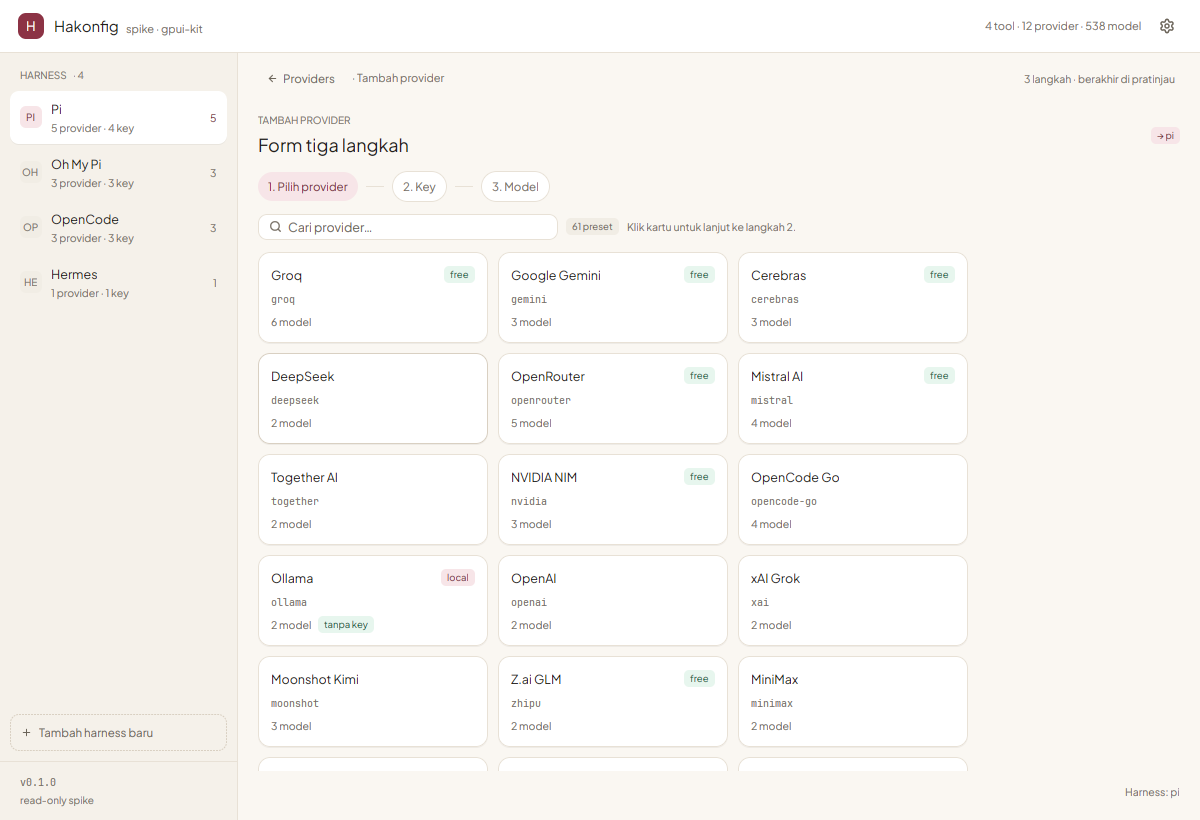 H Hakonfig spike · gpui-kit 4 tool · 12 provider · 538 model
HARNESS · 4
PI Pi 5
5 provider · 4 key
OH Oh My Pi 3
3 provider · 3 key
OP OpenCode 3
3 provider · 3 key
HE Hermes 1
1 provider · 1 key
+ Tambah harness baru
v0.1.0
read-only spike
← Providers · Tambah provider 3 langkah · berakhir di pratinjau
TAMBAH PROVIDER
Form tiga langkah → pi
1. Pilih provider 2. Key 3. Model
Cari provider... 61 preset Klik kartu untuk lanjut ke langkah 2.
Groq free
groq
6 model
Google Gemini free
gemini
3 model
Cerebras free
cerebras
3 model
DeepSeek
deepseek
2 model
OpenRouter free
openrouter
5 model
Mistral AI free
mistral
4 model
Together AI
together
2 model
NVIDIA NIM free
nvidia
3 model
OpenCode Go
opencode-go
4 model
Ollama local
ollama
2 model tanpa key
OpenAI
openai
2 model
xAI Grok
xai
2 model
Moonshot Kimi
moonshot
3 model
Z.ai GLM free
zhipu
2 model
MiniMax
minimax
2 model
Harness: pi